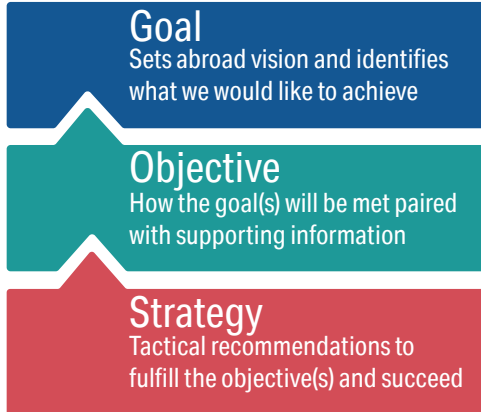 Goal
Sets abroad vision and identifies
what we would like to achieve
Objective
How the goal(s) will be met paired
with supporting information
Strategy
Tactical recommendations to
fulfill the objective(s) and succeed